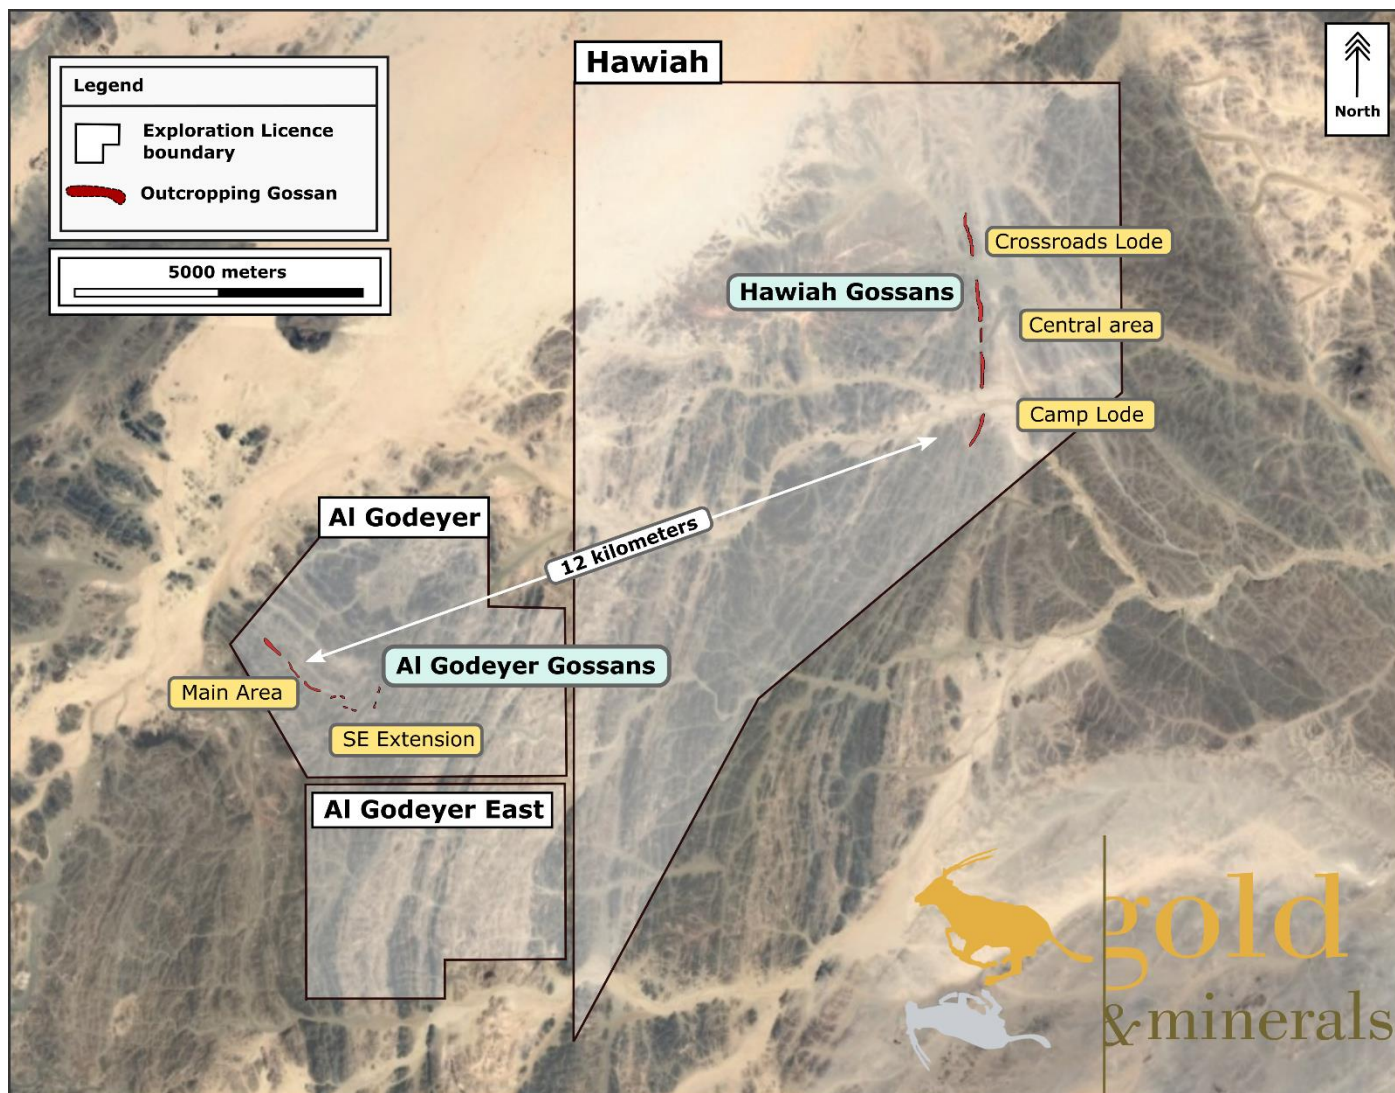 Hawiah
North
Legend
Exploration Licence
boundary
Outcropping Gossan
5000 meters
Crossroads Lode
Hawiah Gossans
Central area
Camp Lode
Al Godeyer
12 kilometers
Al Godeyer Gossans
Main Area
SE Extension
Al Godeyer East
gold
&minerals